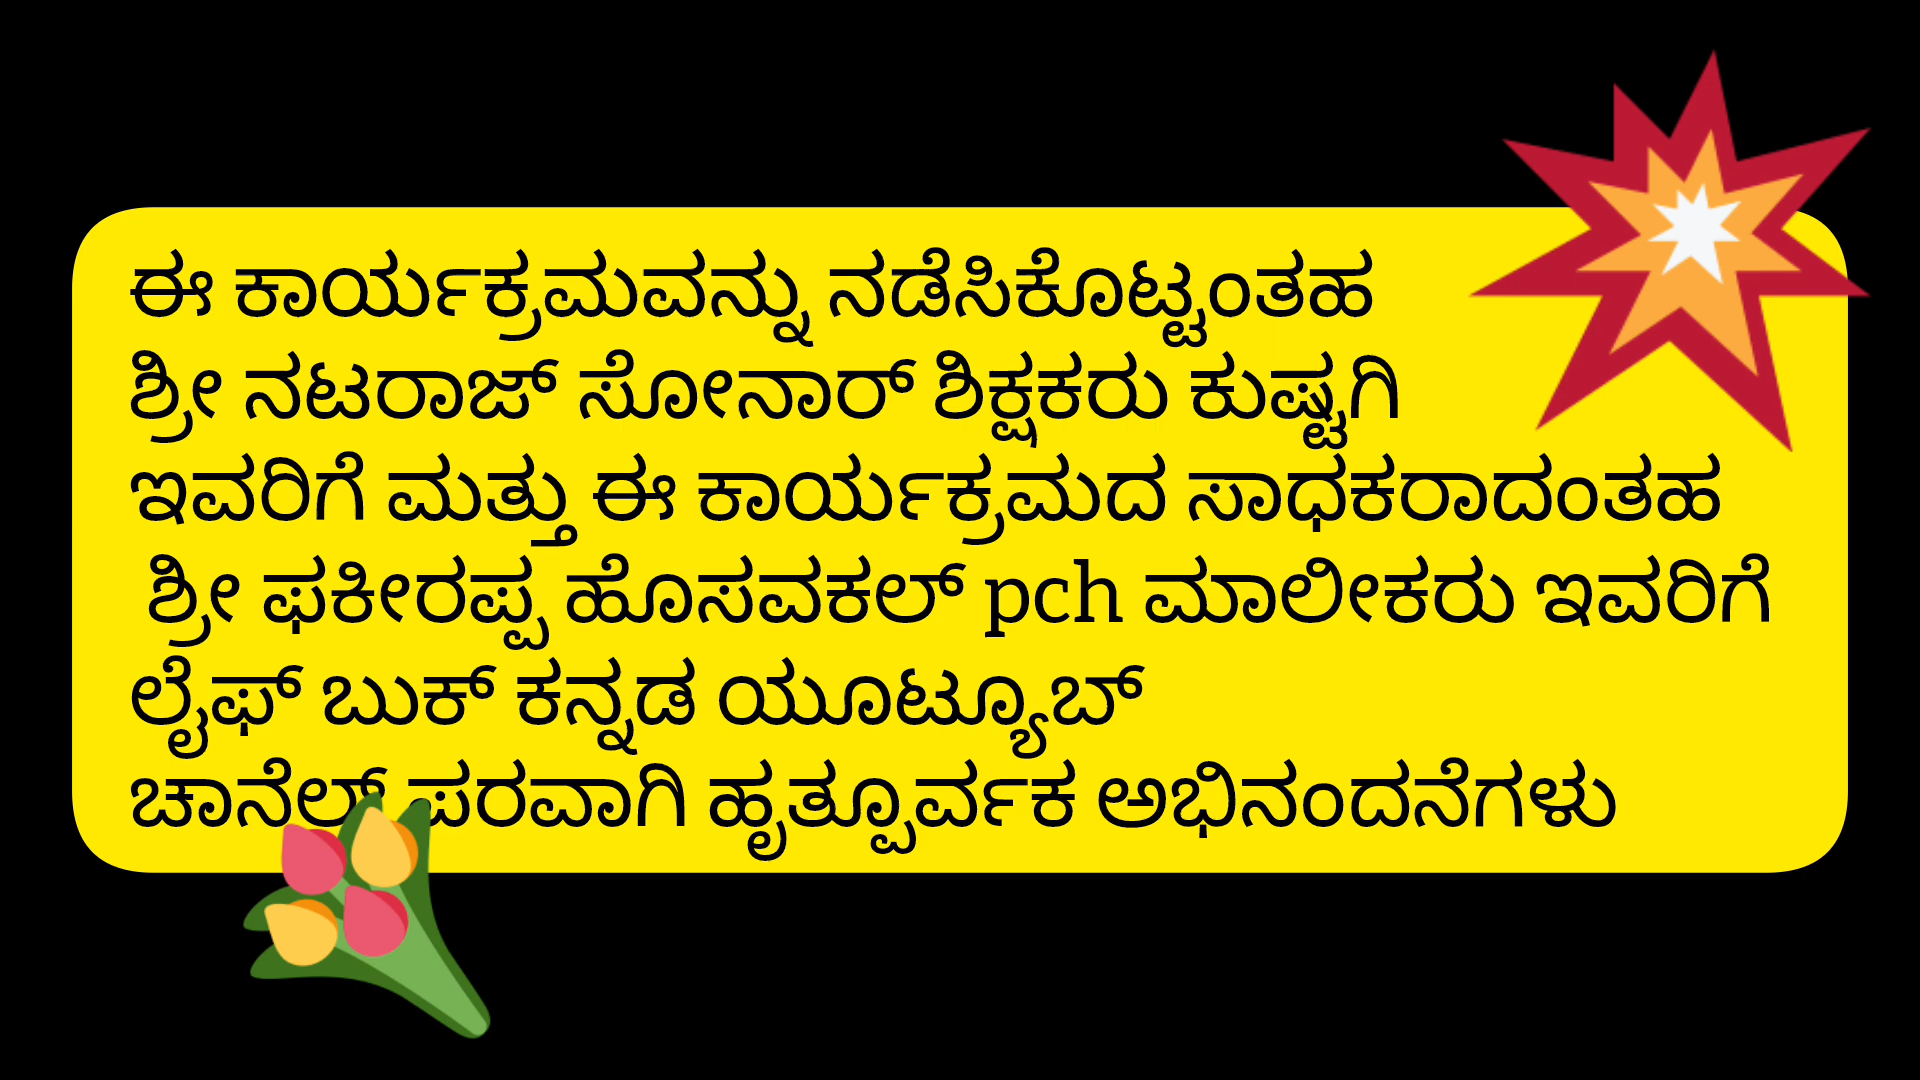 ಈ ಕಾರ್ಯಕ್ರಮವನ್ನು ನಡೆಸಿಕೊಟ್ಟಂತಹ
ಶ್ರೀ ನಟರಾಜ್ ಸೋನಾರ್ ಶಿಕ್ಷಕರು ಕುಷ್ಟಗಿ
ಇವರಿಗೆ ಮತ್ತು ಈ ಕಾರ್ಯಕ್ರಮದ ಸಾಧಕರಾದಂತಹ
ಶ್ರೀ ಫಕೀರಪ್ಪ ಹೊಸವಕಲ್ pch ಮಾಲೀಕರು ಇವರಿಗೆ
ಲೈಫ್ ಬುಕ್ ಕನ್ನಡ ಯೂಟ್ಯೂಬ್
ಚಾನೆಲ್ ಪರವಾಗಿ ಹೃತ್ಪೂರ್ವಕ ಅಭಿನಂದನೆಗಳು